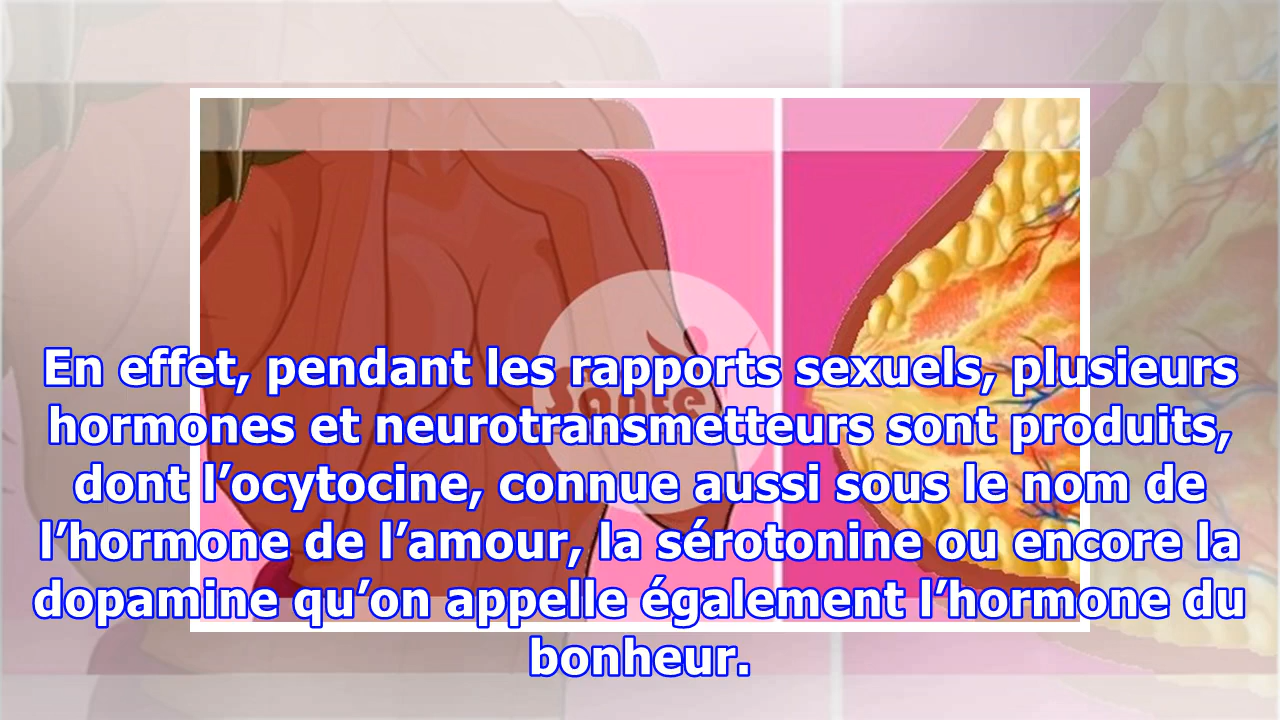 En effet, pendant les rapports sexuels, plusieurs
hormones et neurotransmetteurs sont produits,
dont l’ocytocine, connue aussi sous le nom de
l’hormone de l’amour, la sérotonine ou encore la
dopamine qu’on appelle également l’hormone du
bonheur.